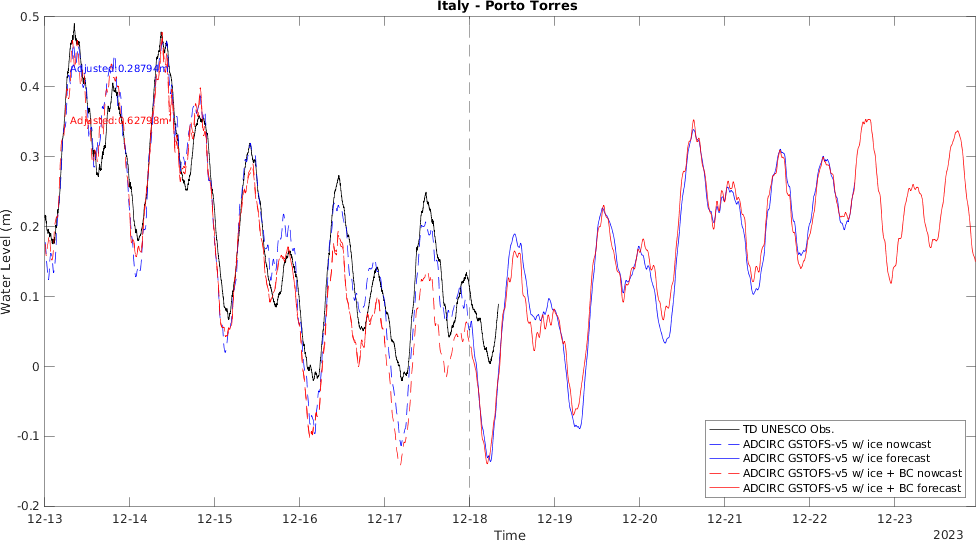 Italy - Porto Torres
0.5
0.4
0.3
0.2
0.1
0
-0.1
-0.2
Water Level (m)
Adjusted:0.28794m
Adjusted:0.62798m
TD UNESCO Obs.
ADCIRC GSTOFS-v5 w/ ice nowcast
ADCIRC GSTOFS-v5 w/ ice forecast
ADCIRC GSTOFS-v5 w/ ice + BC nowcast
ADCIRC GSTOFS-v5 w/ ice + BC forecast
12-13 12-14 12-15 12-16 12-17 12-18 12-19 12-20 12-21 12-22 12-23
Time
2023